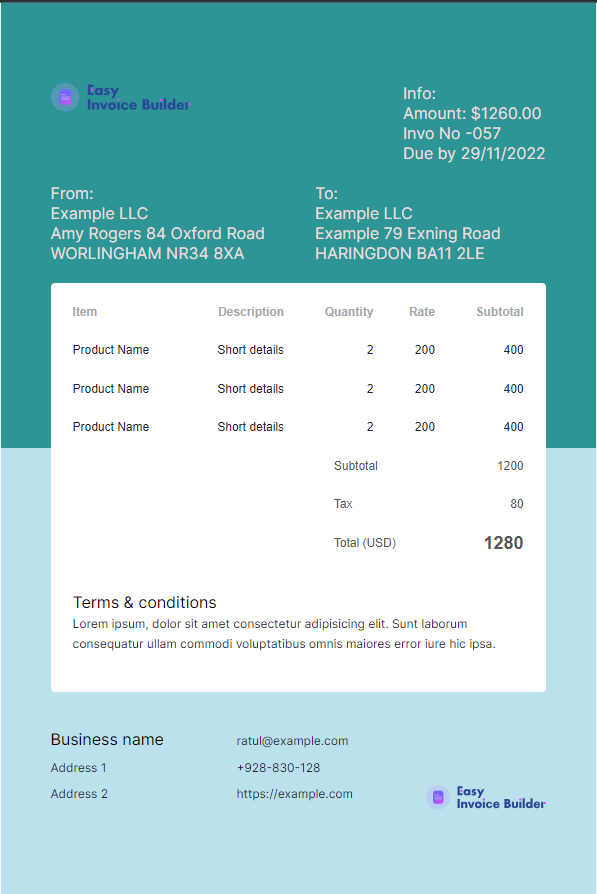 Easy
Invoice Builder
Info:
Amount: $1260.00
Invo No -057
Due by 29/11/2022
From:
Example LLC
Amy Rogers 84 Oxford Road
WORLINGHAM NR34 8XA
To:
Example LLC
Example 79 Exning Road
HARINGDON BA11 2LE
Item Description Quantity Rate Subtotal
Product Name Short details 2 200 400
Product Name Short details 2 200 400
Product Name Short details 2 200 400
Subtotal 1200
Tax 80
Total (USD) 1280
Terms & conditions
Lorem ipsum, dolor sit amet consectetur adipisicing elit. Sunt laborum
consequatur ullam commodi voluptatibus omnis maiores error iure hic ipsa.
Business name
Address 1
Address 2
ratul@example.com
+928-830-128
https://example.com
Easy
Invoice Builder